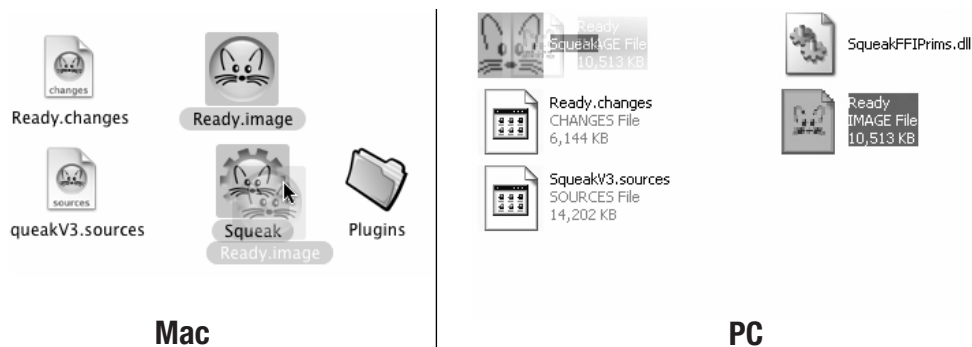 changes
Ready.changes
Ready.image
sources
queakV3.sources
Squeak
Ready.image
Plugins
Mac
Ready
Squeak
AGE File
10,513 KB
SqueakFFIPrims.dll
Ready.changes
CHANGES File
6,144 KB
Ready
IMAGE File
10,513 KB
SqueakV3.sources
SOURCES File
14,202 KB
PC